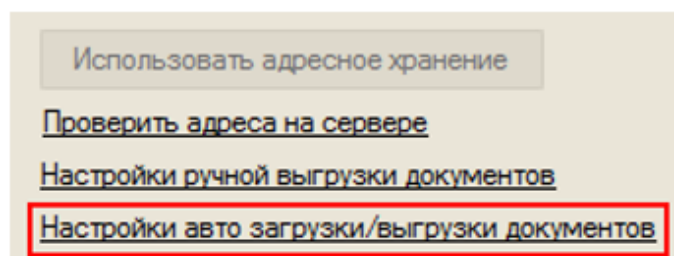 Использовать адресное хранение
Проверить адреса на сервере
Настройки ручной выгрузки документов
Настройки авто загрузки/выгрузки документов